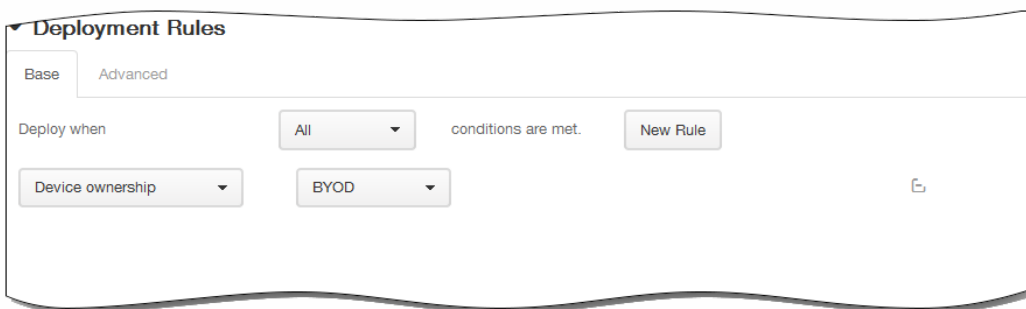 Deployment Rules
Base Advanced
Deploy when All conditions are met. New Rule
Device ownership BYOD